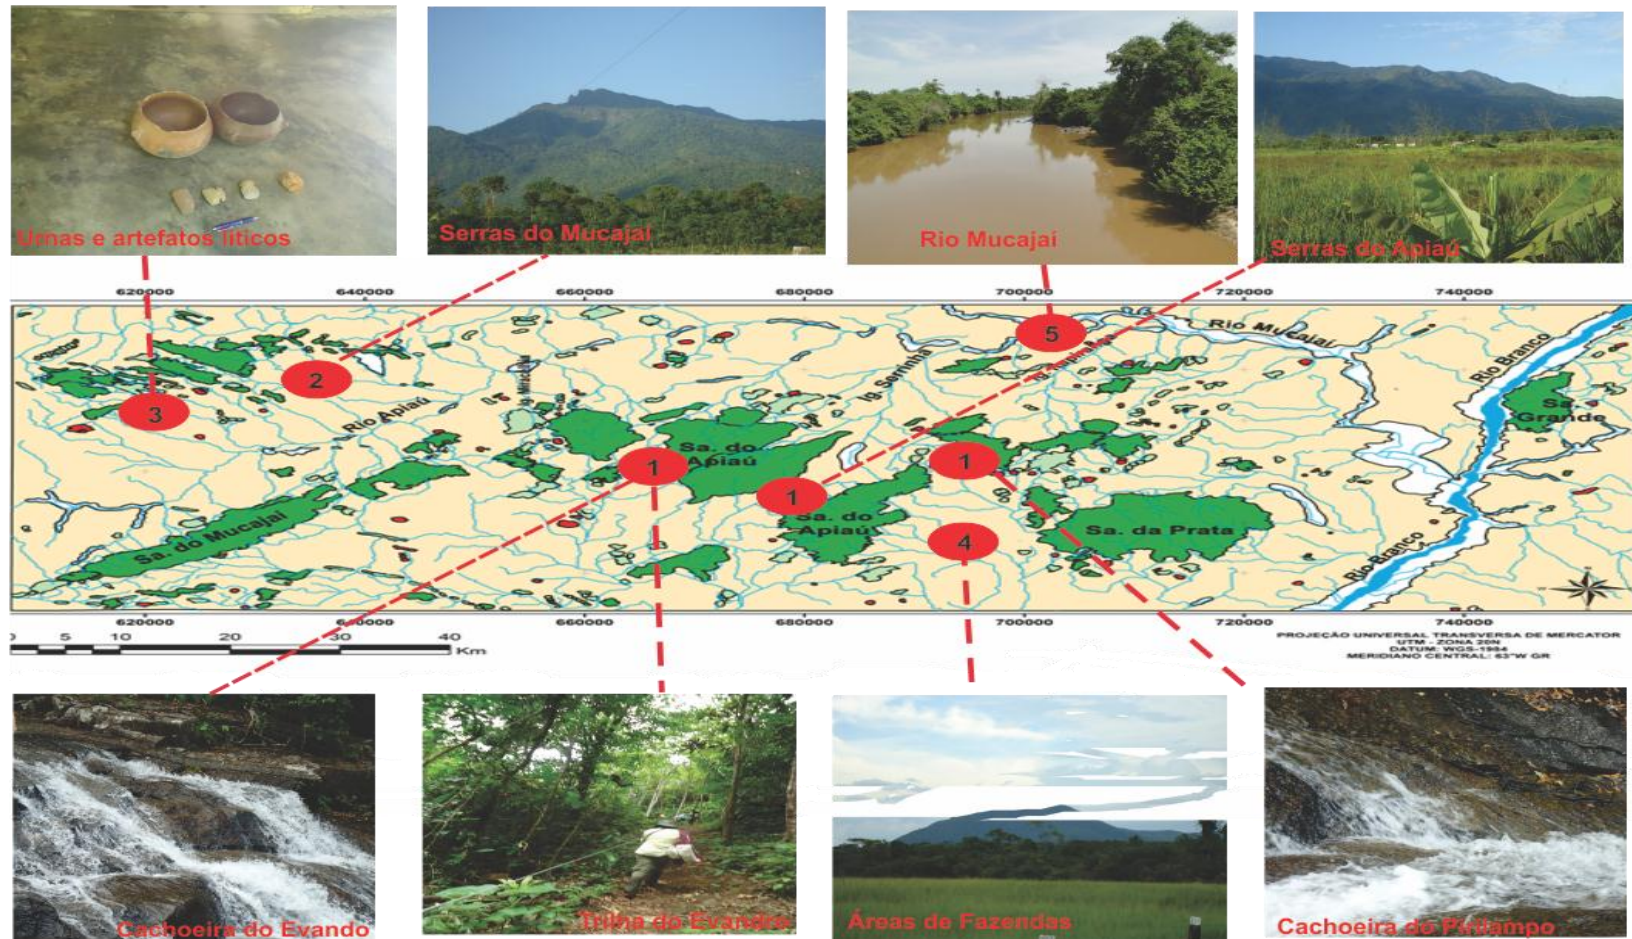 Urnas e artefatos líticos
Serras do Mucajaí
Rio Mucajaí
Serras do Apiaú
620000 640000 660000 680000 700000 720000 740000
5
Rio Mucajaí
Rio Branco
Ig. Serrinha
2
3
Rio Apiaú
Sa. Grande
Sa. do
Apiaú
1
1
1
Sa. do
Apiaú
4
Sa. da Prata
Sa. do Mucajaí
Rio Branco
620000 660000 680000 700000 720000 740000
0 5 10 20 30 40
Km
PROJEÇÃO UNIVERSAL TRANSVERSA DE MERCATOR
UTM - ZONA 20N
DATUM: WGS-1984
MERIDIANO CENTRAL: 63°W GR
Cachoeira do Evando
Trilha do Evandro
Áreas de Fazendas
Cachoeira do Pirilampo